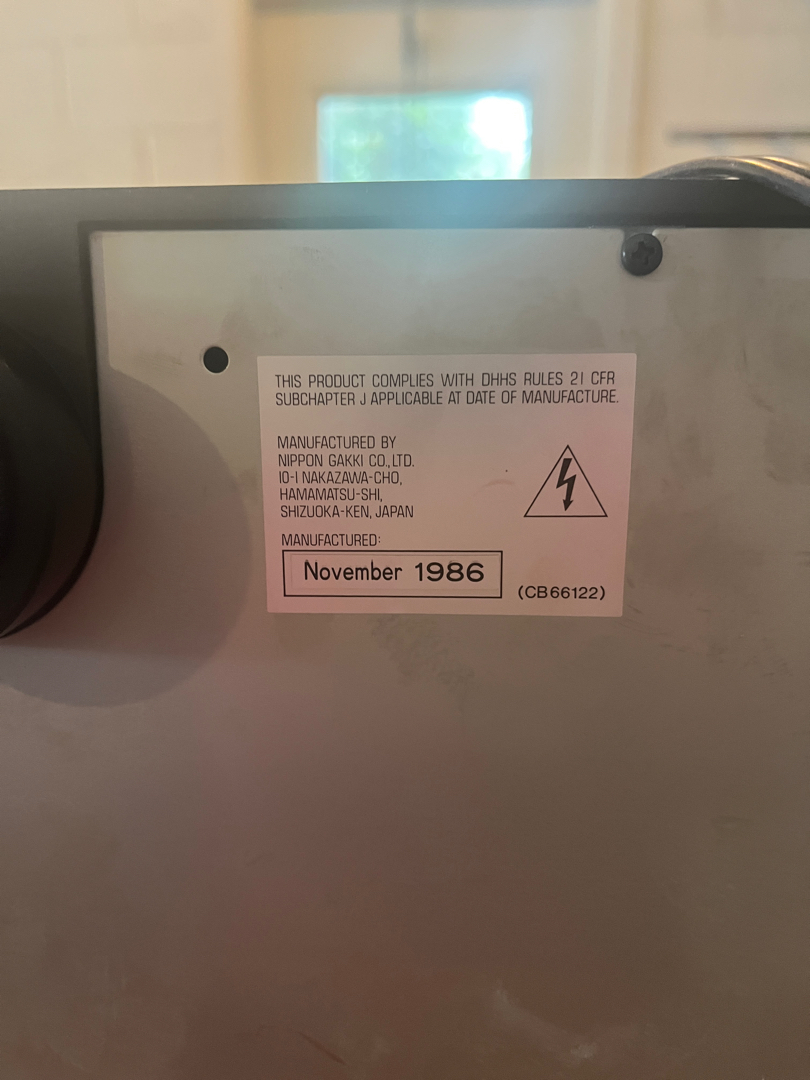 THIS PRODUCT COMPLIES WITH DHHS RULES 21 CFR
SUBCHAPTER J APPLICABLE AT DATE OF MANUFACTURE.
MANUFACTURED BY
NIPPON GAKKI CO., LTD.
10-1 NAKAZAWA-CHO,
HAMAMATSU-SHI,
SHIZUOKA-KEN, JAPAN
MANUFACTURED:
November 1986
(CB66122)